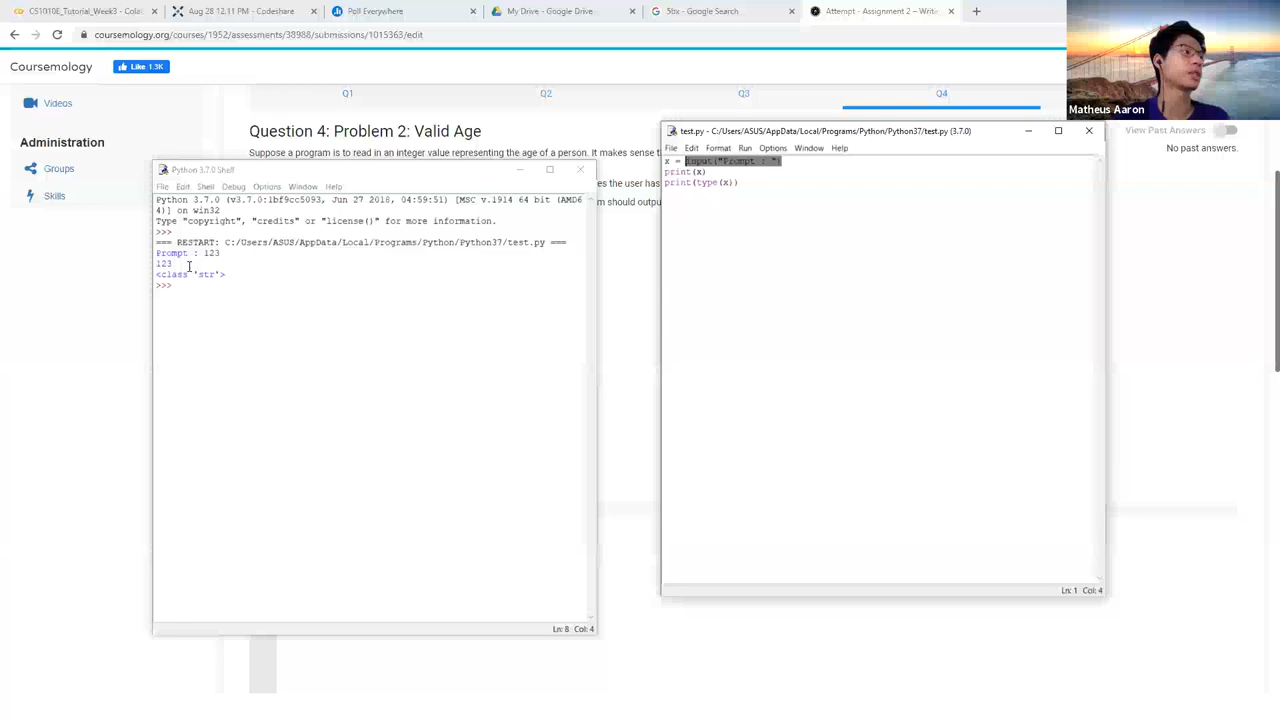 CS1010E_Tutorial_Week3 - Colab
Aug 28 12:11 PM - Codeshare
Poll Everywhere
My Drive - Google Drive
5bx - Google Search
Attempt - Assignment 2 – Write
coursemology.org/courses/1952/assessments/38988/submissions/1015363/edit
Coursemology
Like 1.3K
Matheus Aaron
Videos
Administration
Groups
Skills
Q1
Q2
Q3
Q4
Question 4: Problem 2: Valid Age
View Past Answers
No past answers.
Suppose a program is to read in an integer value representing the age of a person. It makes sense
es the user has
m should outpu
Python 3.7.0 Shelf
File Edit Shell Debug Options Window Help
Python 3.7.0 (v3.7.0:1bf9cc5093, Jun 27 2018, 04:59:51) [MSC v.1914 64 bit (AMD6
4)] on win32
Type "copyright", "credits" or "license()" for more information.
>>>
=== RESTART: C:/Users/ASUS/AppData/Local/Programs/Python/Python37/test.py ===
Prompt : 123
123
<class 'str'>
>>>
Ln: 8 Col: 4
test.py - C:/Users/ASUS/AppData/Local/Programs/Python/Python37/test.py (3.7.0)
File Edit Format Run Options Window Help
x = input("Prompt : ")
print(x)
print(type(x))
Ln: 1 Col: 4